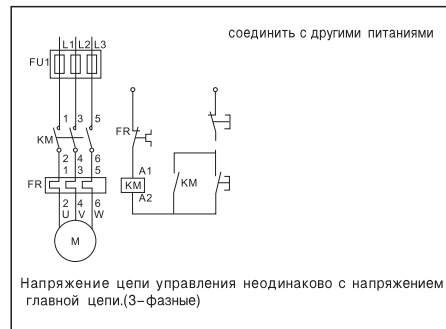 соединить с другими питаниями
L1 L2 L3
FU1
1 3 5
KM
FR
2 4 6
1 3 5
FR
A1
KM
KM
A2
2 4 6
U V W
M
Напряжение цепи управления неодинаково с напряжением
главной цепи.(3-фазные)